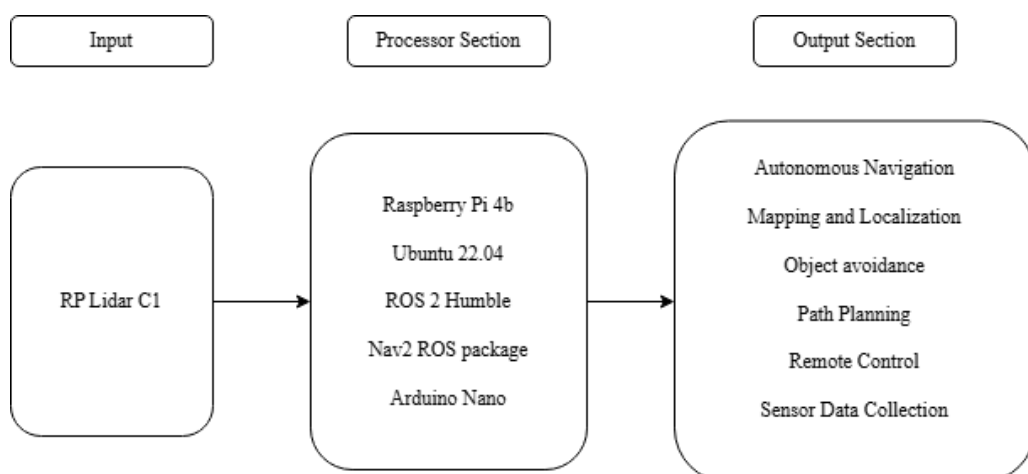 Input
Processor Section
Output Section
RP Lidar C1
Raspberry Pi 4b
Ubuntu 22.04
ROS 2 Humble
Nav2 ROS package
Arduino Nano
Autonomous Navigation
Mapping and Localization
Object avoidance
Path Planning
Remote Control
Sensor Data Collection